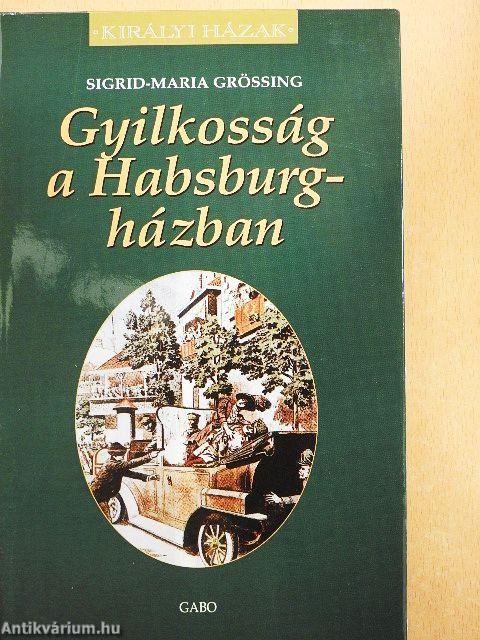 •KIRÁLYI HÁZAK•
SIGRID-MARIA GRÖSSING
Gyilkosság
a Habsburg-
házban
GABO
Antikvárium.hu